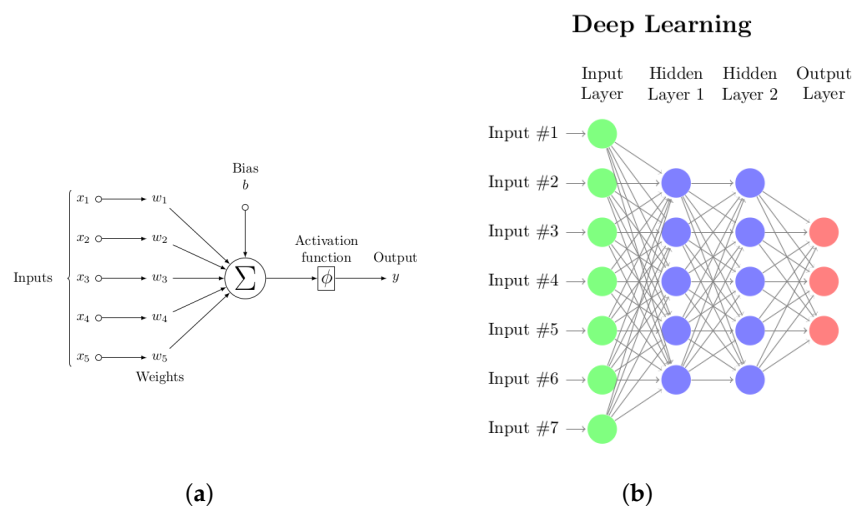 Deep Learning
Input Layer
Hidden Layer 1
Hidden Layer 2
Output Layer
Input #1
Input #2
Input #3
Input #4
Input #5
Input #6
Input #7
Bias
b
x₁ w₁
x₂ w₂
Inputs x₃ w₃
x₄ w₄
x₅ w₅
Weights
∑
Activation
function
ϕ
Output
y
(a)
(b)